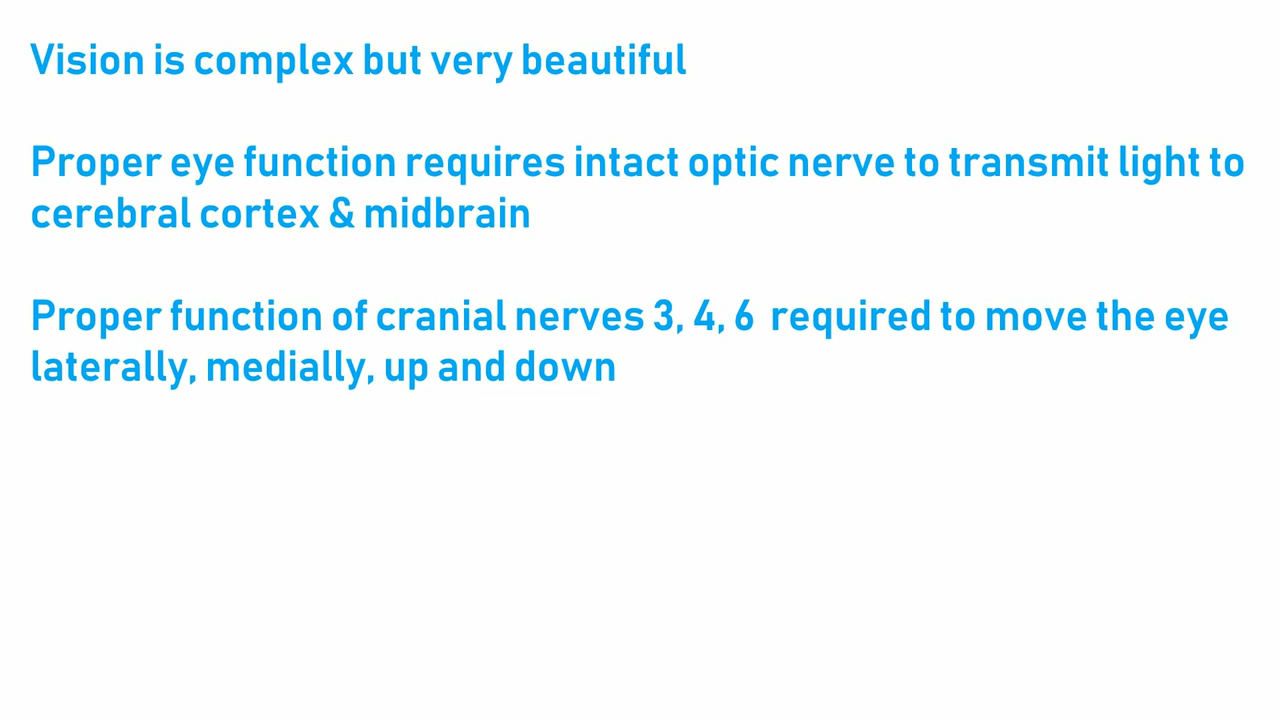 Vision is complex but very beautiful
Proper eye function requires intact optic nerve to transmit light to
cerebral cortex & midbrain
Proper function of cranial nerves 3, 4, 6 required to move the eye
laterally, medially, up and down